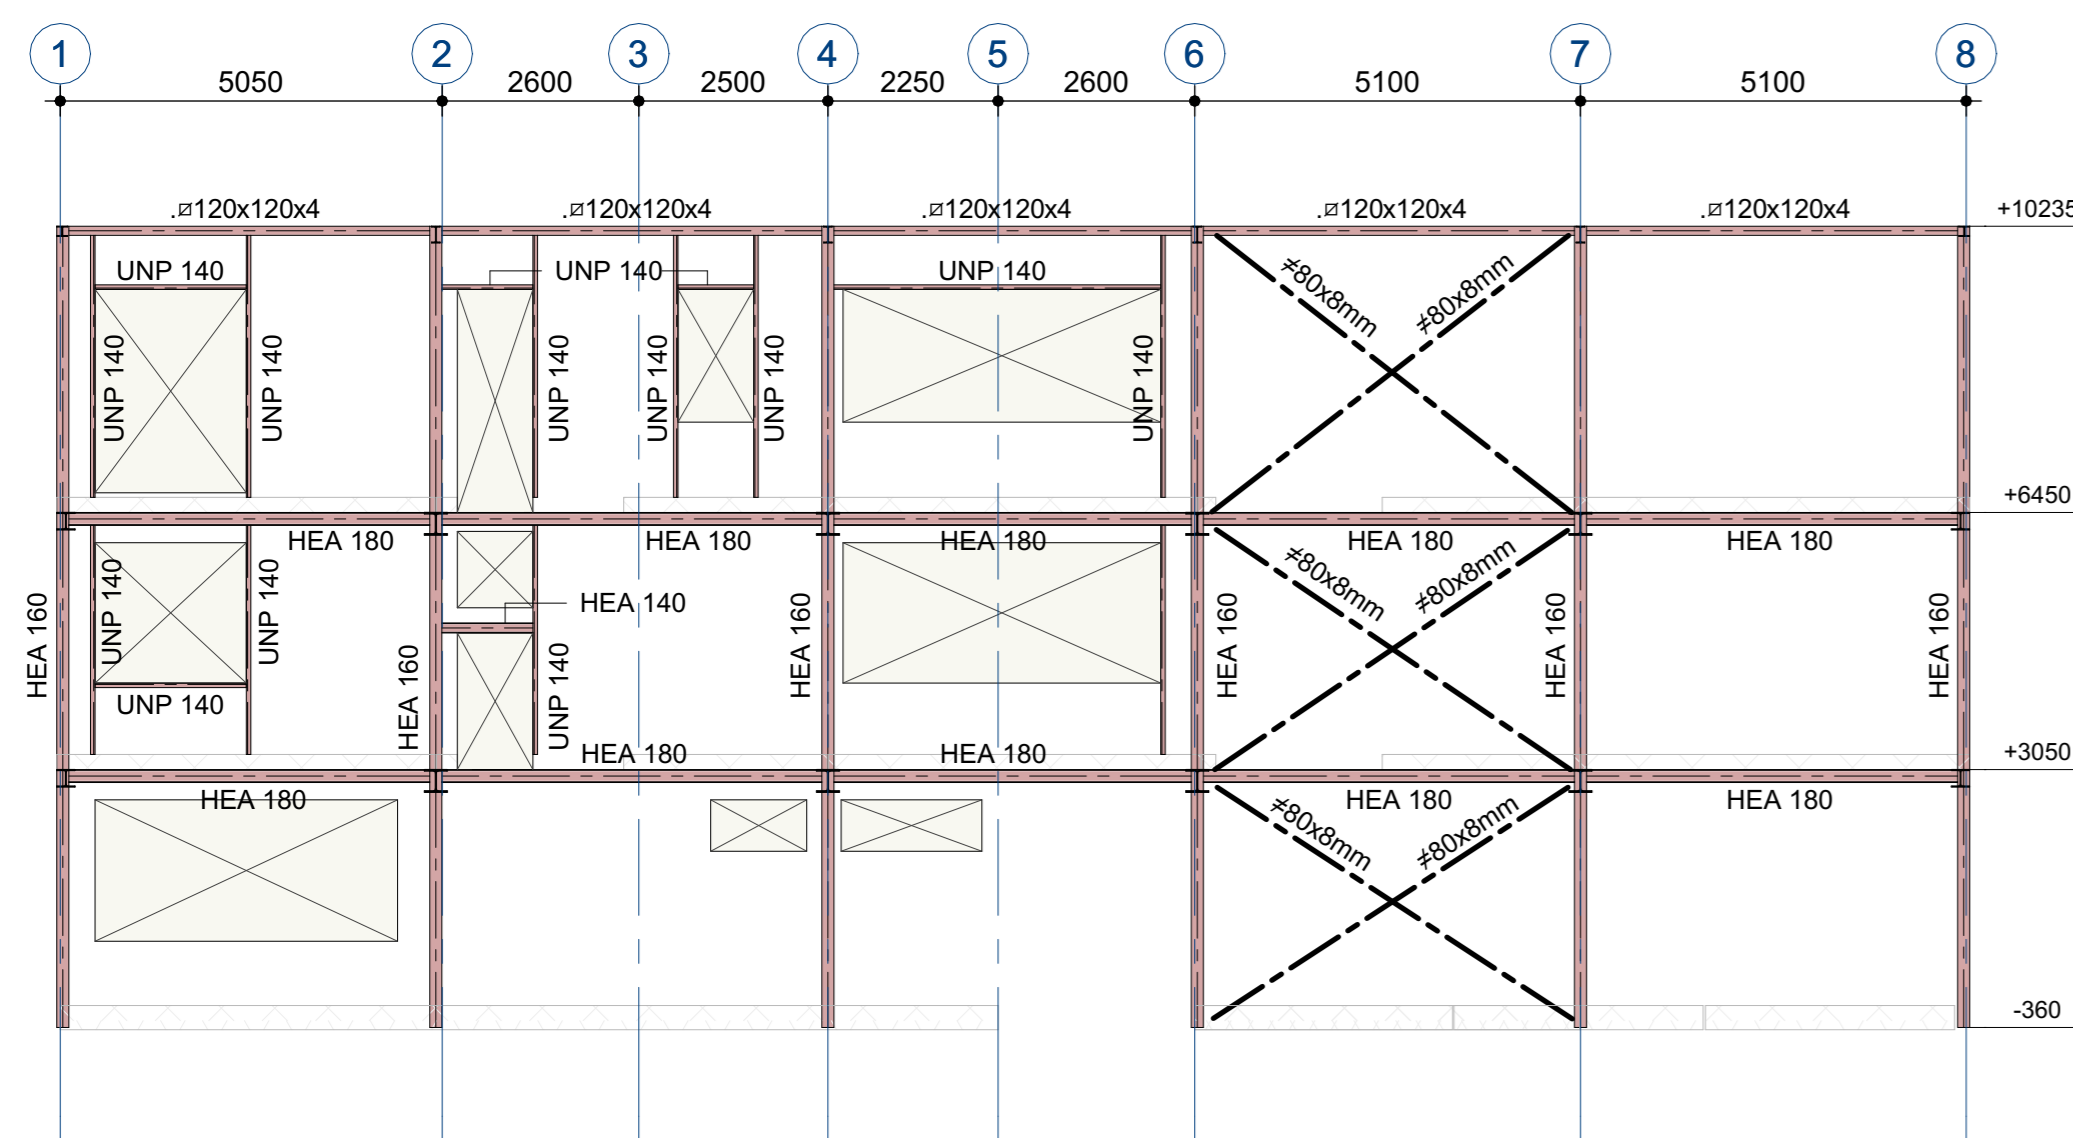 1 2 3 4 5 6 7 8
5050 2600 2500 2250 2600 5100 5100
.¤120x120x4 .¤120x120x4 .¤120x120x4 .¤120x120x4 .¤120x120x4 +10235
UNP 140 UNP 140 UNP 140
≠80x8mm ≠80x8mm
UNP 140 UNP 140 UNP 140 UNP 140 UNP 140 UNP 140
+6450
HEA 180 HEA 180 HEA 180 HEA 180 HEA 180
≠80x8mm ≠80x8mm
UNP 140 UNP 140
HEA 140
HEA 160 HEA 160 HEA 160 HEA 160 HEA 160 HEA 160
UNP 140 UNP 140
HEA 180 HEA 180 +3050
HEA 180 HEA 180 HEA 180
≠80x8mm ≠80x8mm
-360